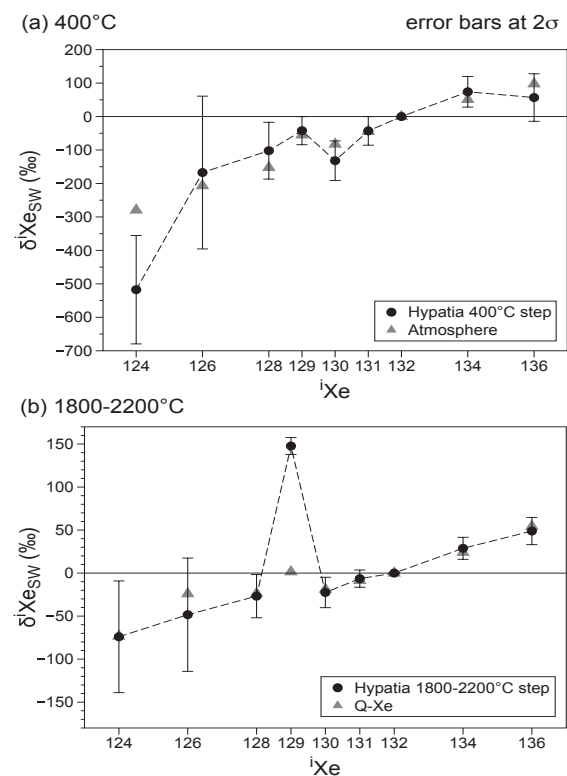 (a) 400°C error bars at 2σ
200
100
0
−100
−200
−300
−400
−500
−600
−700
δⁱXeSW (‰)
Hypatia 400°C step
Atmosphere
124 126 128 129 130 131 132 134 136
ⁱXe
(b) 1800-2200°C
150
100
50
0
−50
−100
−150
δⁱXeSW (‰)
Hypatia 1800-2200°C step
Q-Xe
124 126 128 129 130 131 132 134 136
ⁱXe